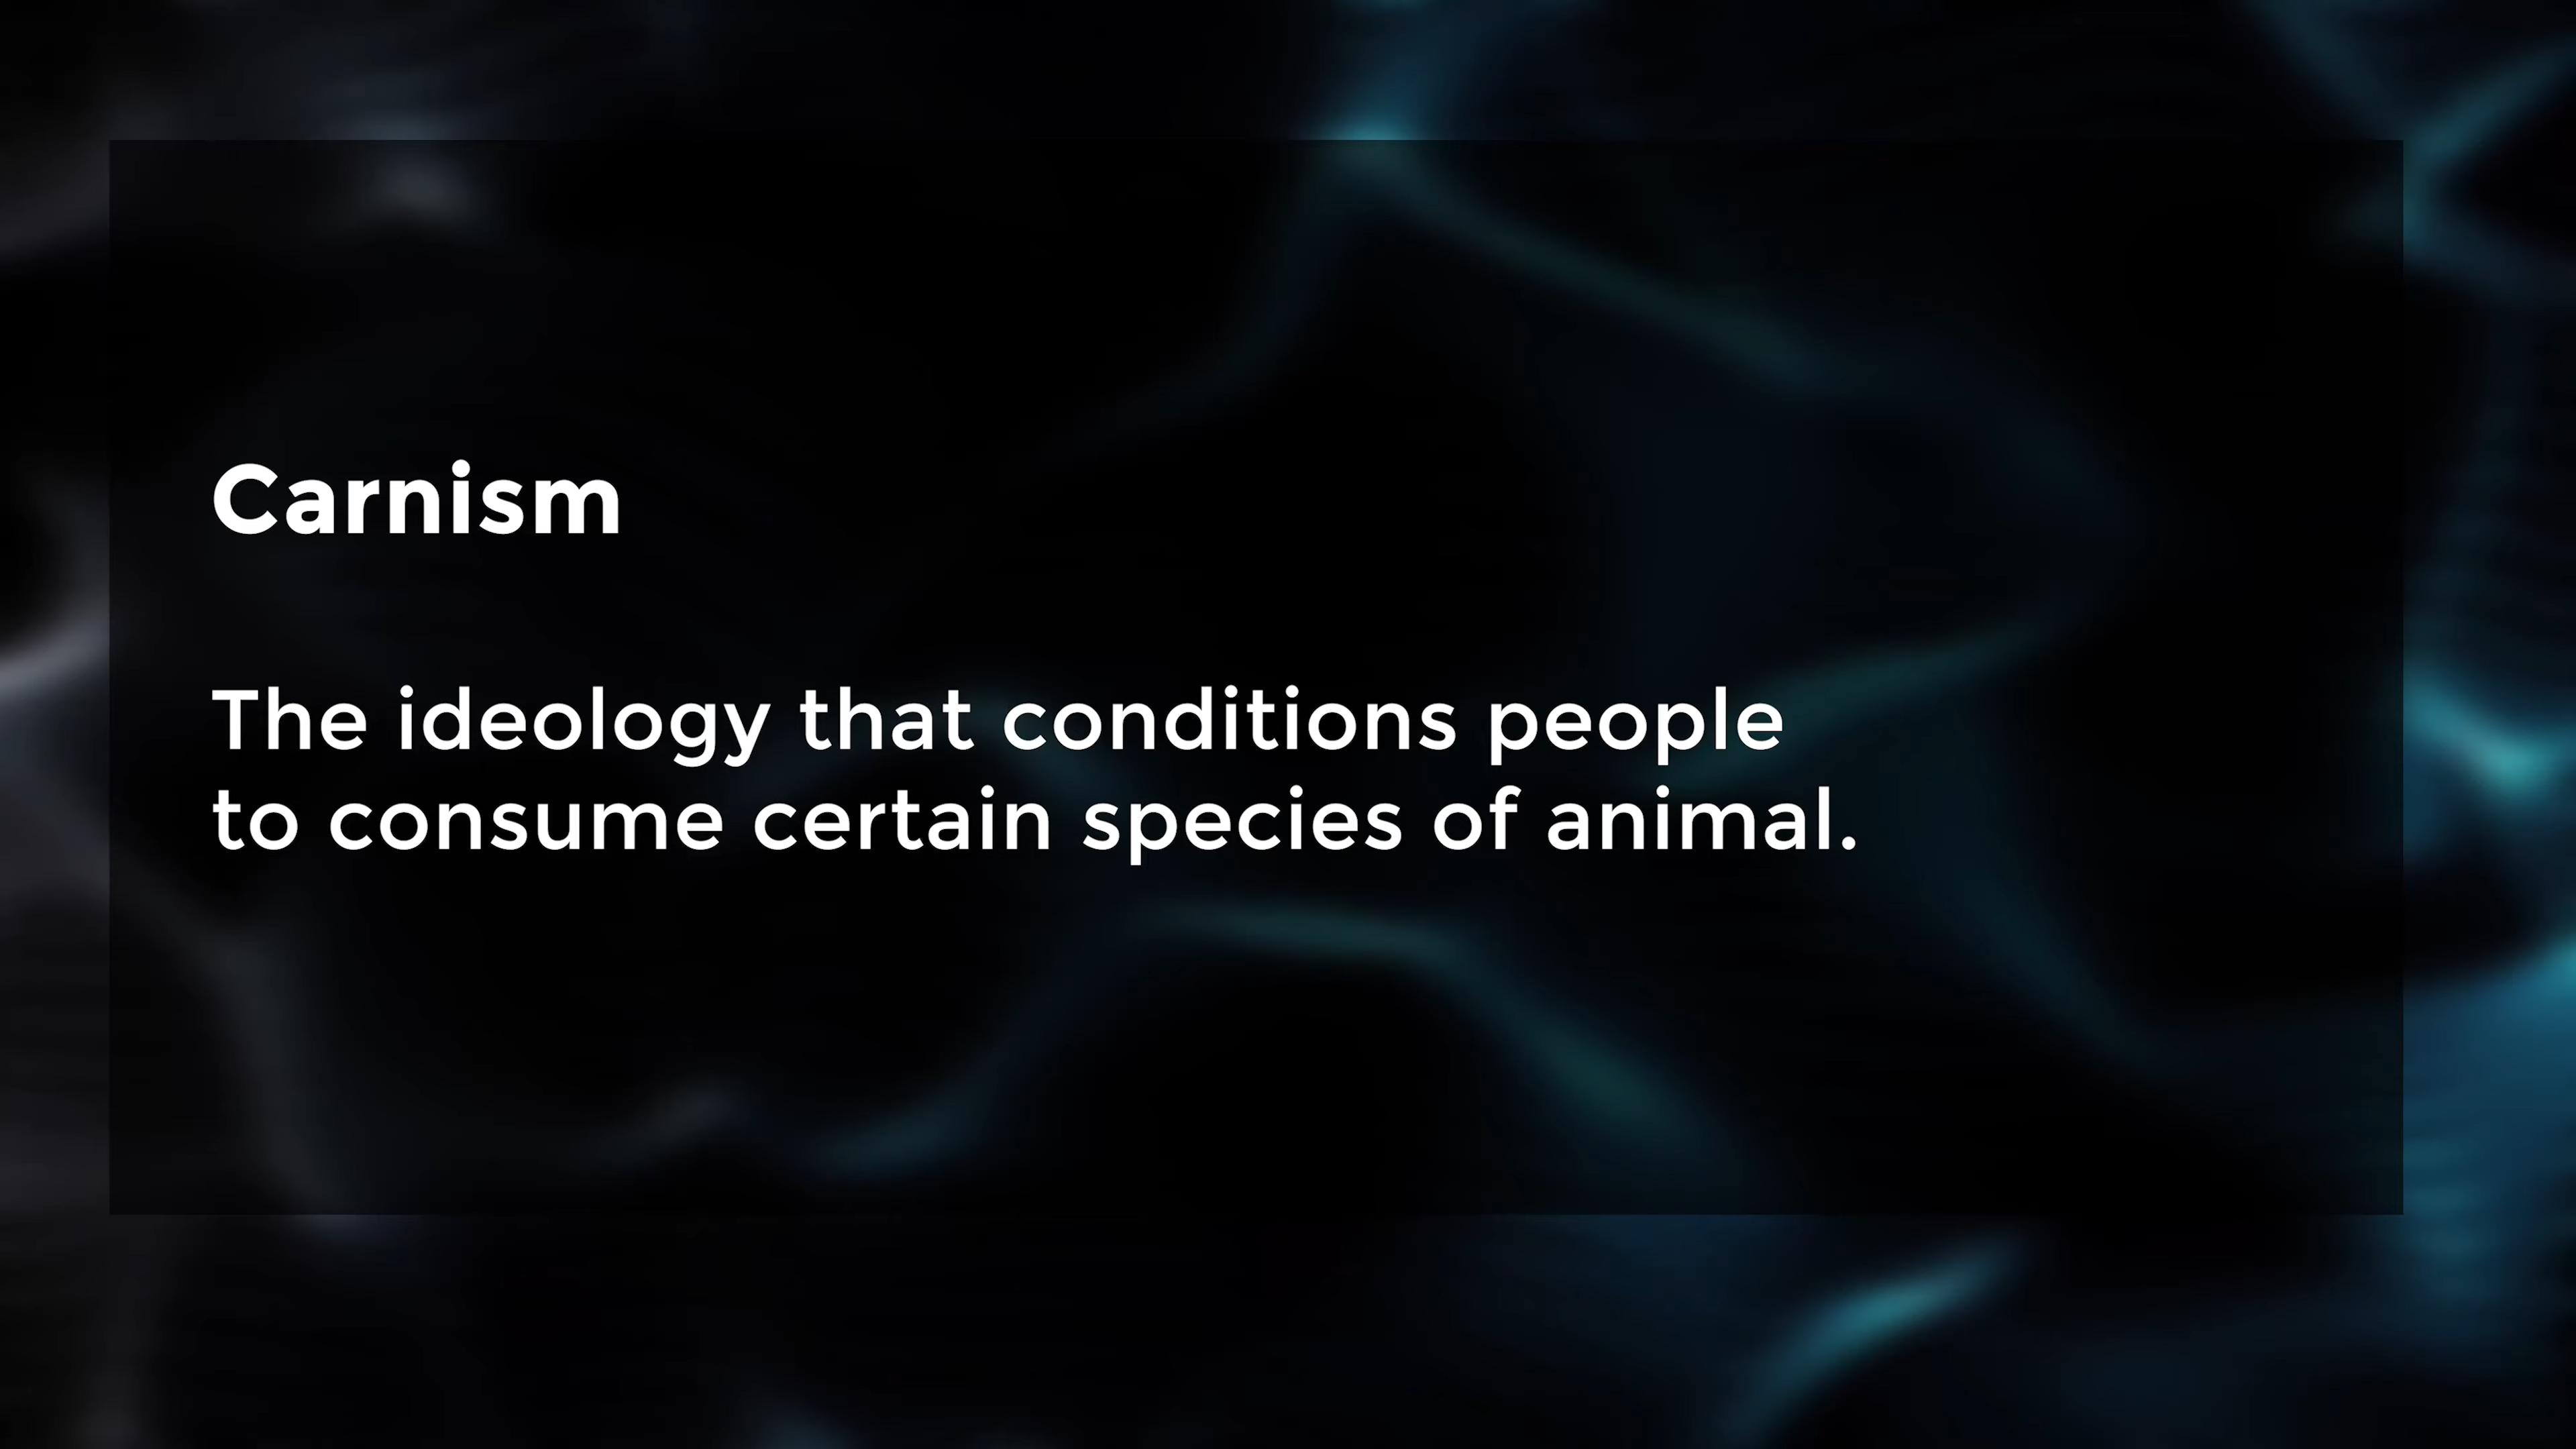 Carnism
The ideology that conditions people
to consume certain species of animal.